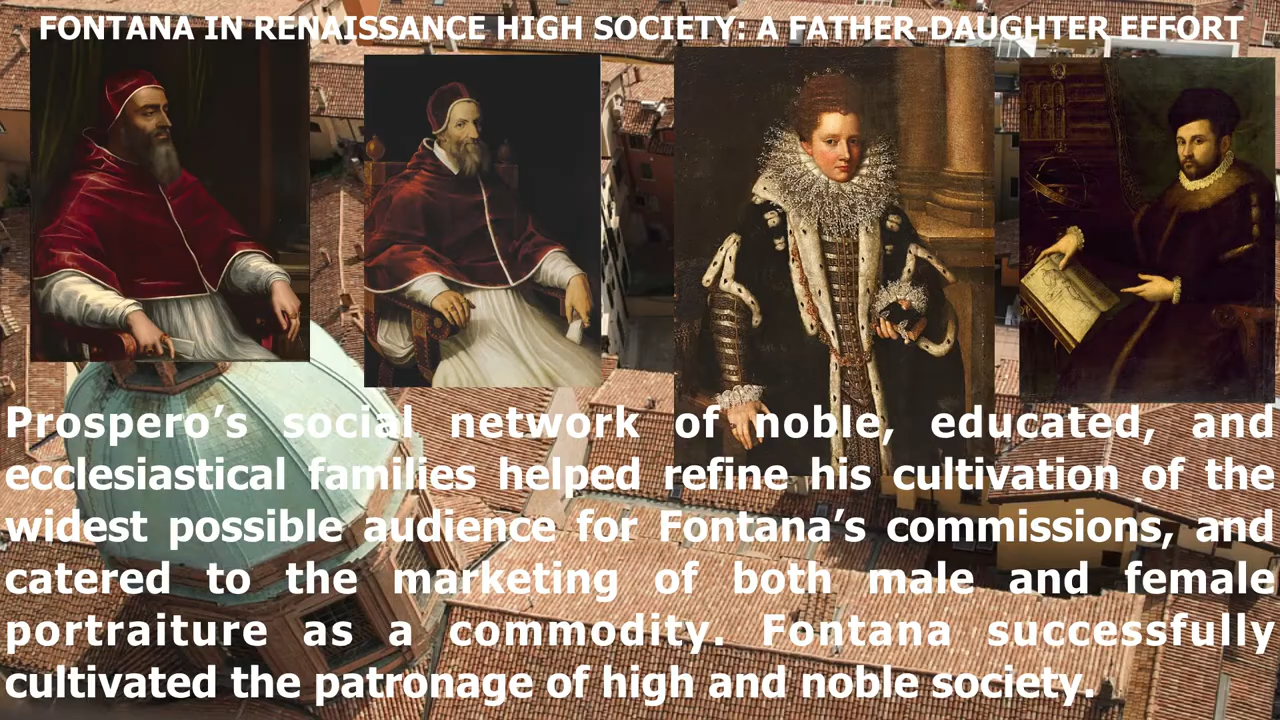 FONTANA IN RENAISSANCE HIGH SOCIETY: A FATHER-DAUGHTER EFFORT
Prospero’s social network of noble, educated, and
ecclesiastical families helped refine his cultivation of the
widest possible audience for Fontana’s commissions, and
catered to the marketing of both male and female
portraiture as a commodity. Fontana successfully
cultivated the patronage of high and noble society.